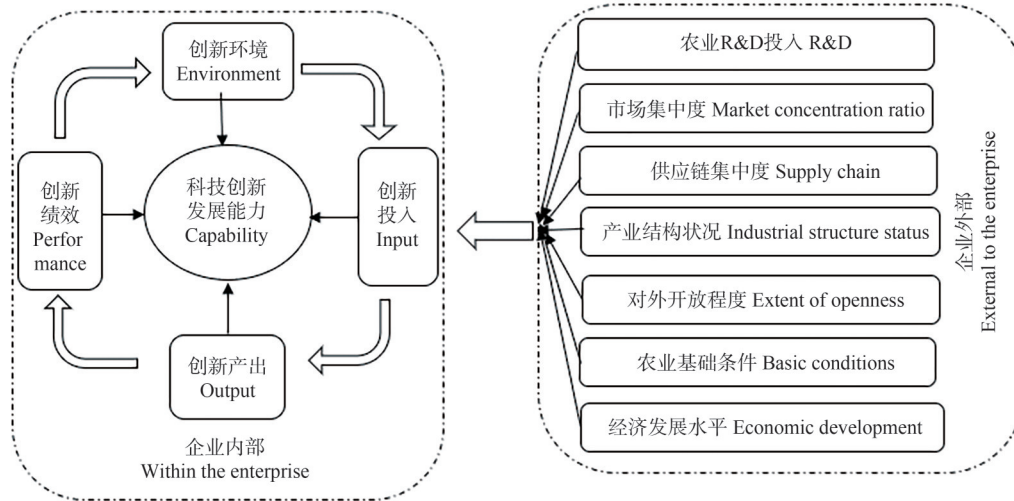 创新环境
Environment
创新
绩效
Perfor
mance
科技创新
发展能力
Capability
创新
投入
Input
创新产出
Output
企业内部
Within the enterprise
农业R&D投入 R&D
市场集中度 Market concentration ratio
供应链集中度 Supply chain
产业结构状况 Industrial structure status
对外开放程度 Extent of openness
农业基础条件 Basic conditions
经济发展水平 Economic development
企业外部
External to the enterprise